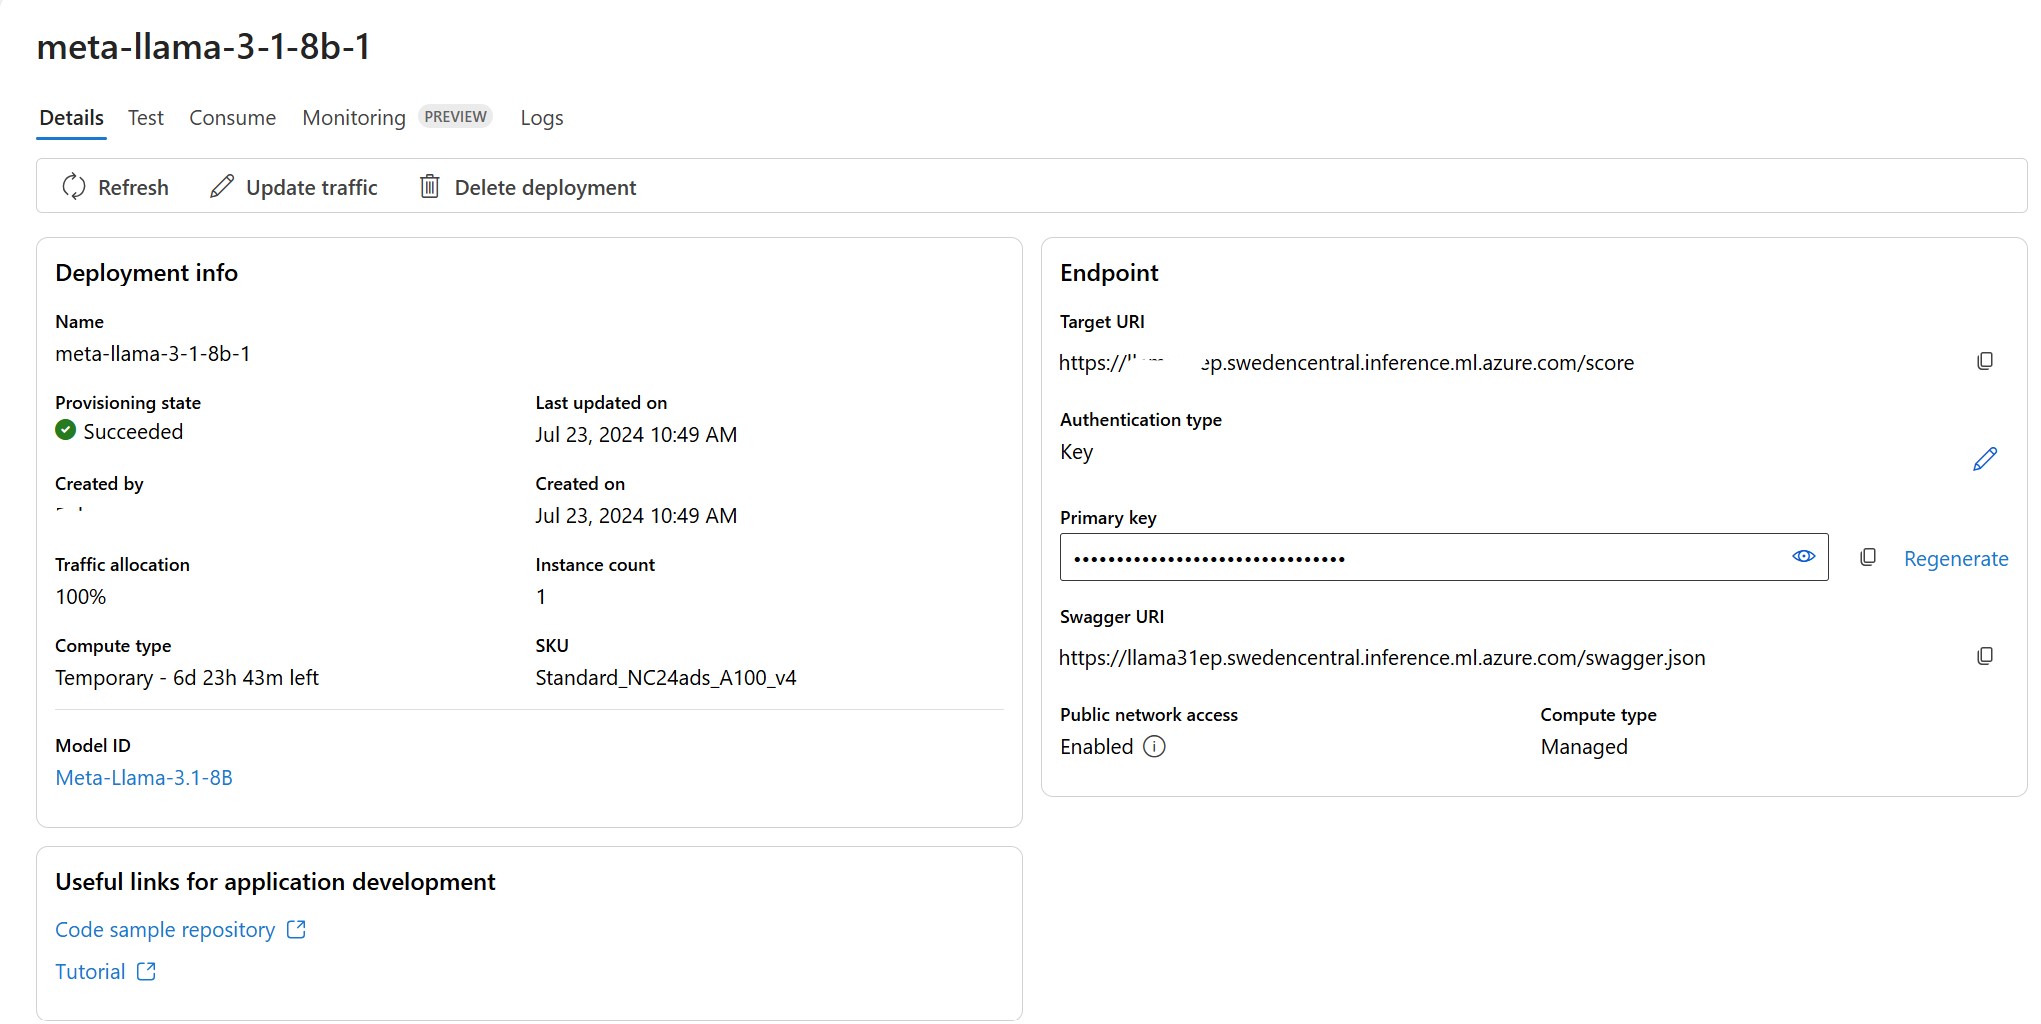 meta-llama-3-1-8b-1
Details Test Consume Monitoring PREVIEW Logs
Refresh Update traffic Delete deployment
Deployment info
Name
meta-llama-3-1-8b-1
Provisioning state Last updated on
Succeeded Jul 23, 2024 10:49 AM
Created by Created on
Jul 23, 2024 10:49 AM
Traffic allocation Instance count
100% 1
Compute type SKU
Temporary - 6d 23h 43m left Standard_NC24ads_A100_v4
Model ID
Meta-Llama-3.1-8B
Useful links for application development
Code sample repository
Tutorial
Endpoint
Target URI
https:// ep.swedencentral.inference.ml.azure.com/score
Authentication type
Key
Primary key
•••••••••••••••••••••••••••••••• Regenerate
Swagger URI
https://llama31ep.swedencentral.inference.ml.azure.com/swagger.json
Public network access Compute type
Enabled Managed